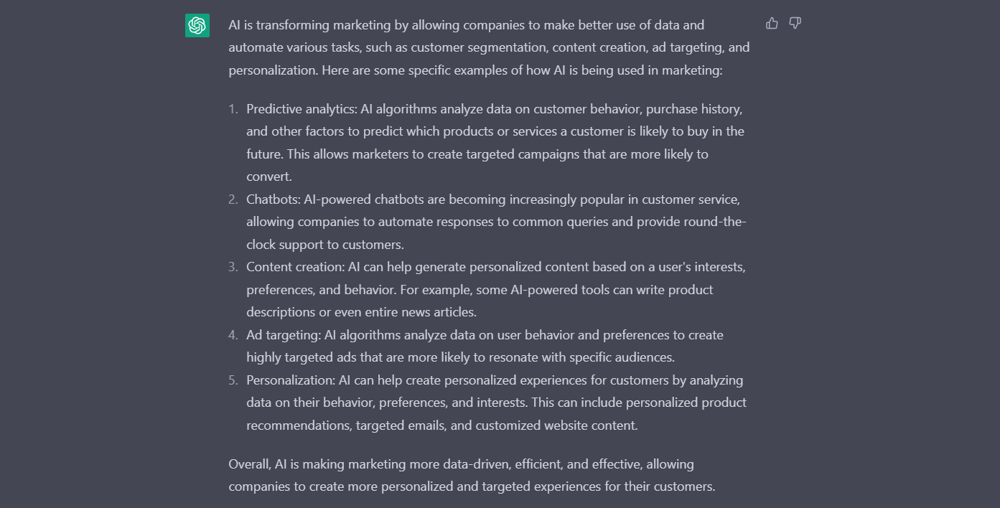 AI is transforming marketing by allowing companies to make better use of data and
automate various tasks, such as customer segmentation, content creation, ad targeting, and
personalization. Here are some specific examples of how AI is being used in marketing:
1. Predictive analytics: AI algorithms analyze data on customer behavior, purchase history,
and other factors to predict which products or services a customer is likely to buy in the
future. This allows marketers to create targeted campaigns that are more likely to
convert.
2. Chatbots: AI-powered chatbots are becoming increasingly popular in customer service,
allowing companies to automate responses to common queries and provide round-the-
clock support to customers.
3. Content creation: AI can help generate personalized content based on a user's interests,
preferences, and behavior. For example, some AI-powered tools can write product
descriptions or even entire news articles.
4. Ad targeting: AI algorithms analyze data on user behavior and preferences to create
highly targeted ads that are more likely to resonate with specific audiences.
5. Personalization: AI can help create personalized experiences for customers by analyzing
data on their behavior, preferences, and interests. This can include personalized product
recommendations, targeted emails, and customized website content.
Overall, AI is making marketing more data-driven, efficient, and effective, allowing
companies to create more personalized and targeted experiences for their customers.